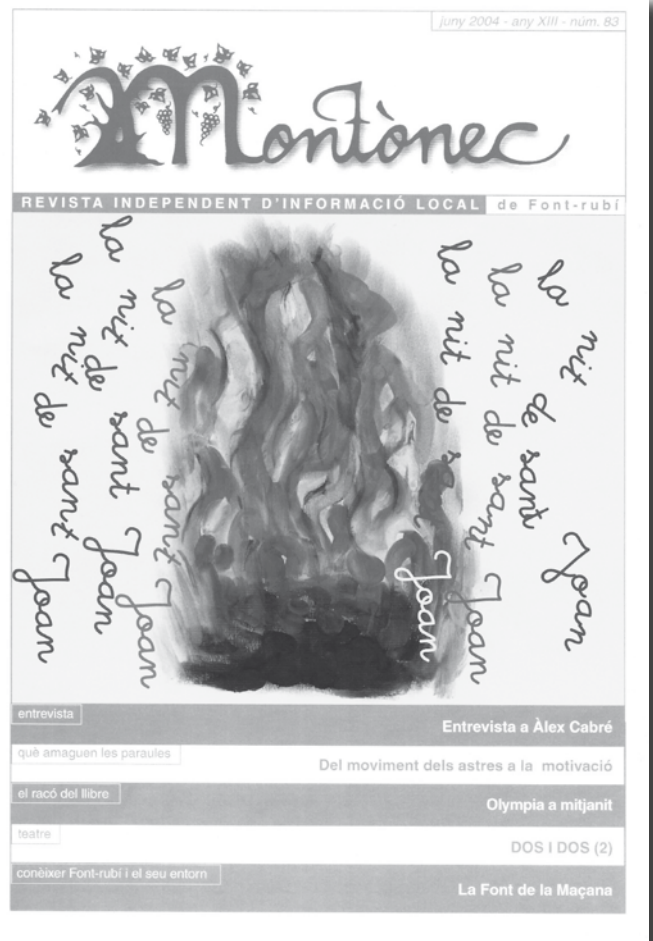 juny 2004 - any XIII - núm. 83
Montònec
REVISTA INDEPENDENT D'INFORMACIÓ LOCAL de Font-rubí
la nit de sant Joan
la nit de sant Joan
la nit de sant Joan
la nit de s Joan
la nit de sant Joan
la nit de sant Joan
entrevista
Entrevista a Àlex Cabré
què amaguen les paraules
Del moviment dels astres a la motivació
el racó del llibre
Olympia a mitjanit
teatre
DOS I DOS (2)
conèixer Font-rubí i el seu entorn
La Font de la Maçana